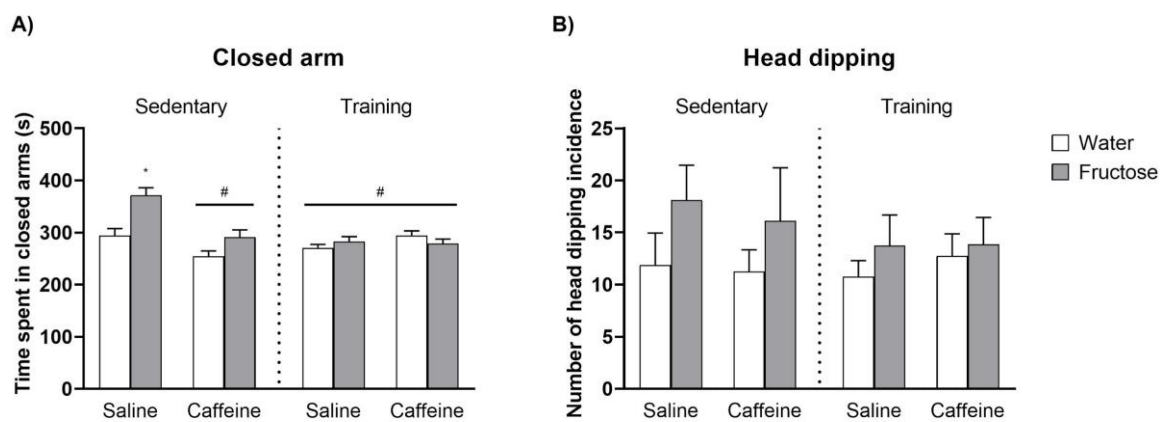 A)
Closed arm
Sedentary Training
Time spent in closed arms (s)
500
400
300
200
100
0
*
#
#
Saline Caffeine Saline Caffeine
B)
Head dipping
Sedentary Training
Number of head dipping incidence
25
20
15
10
5
0
Saline Caffeine Saline Caffeine
Water
Fructose